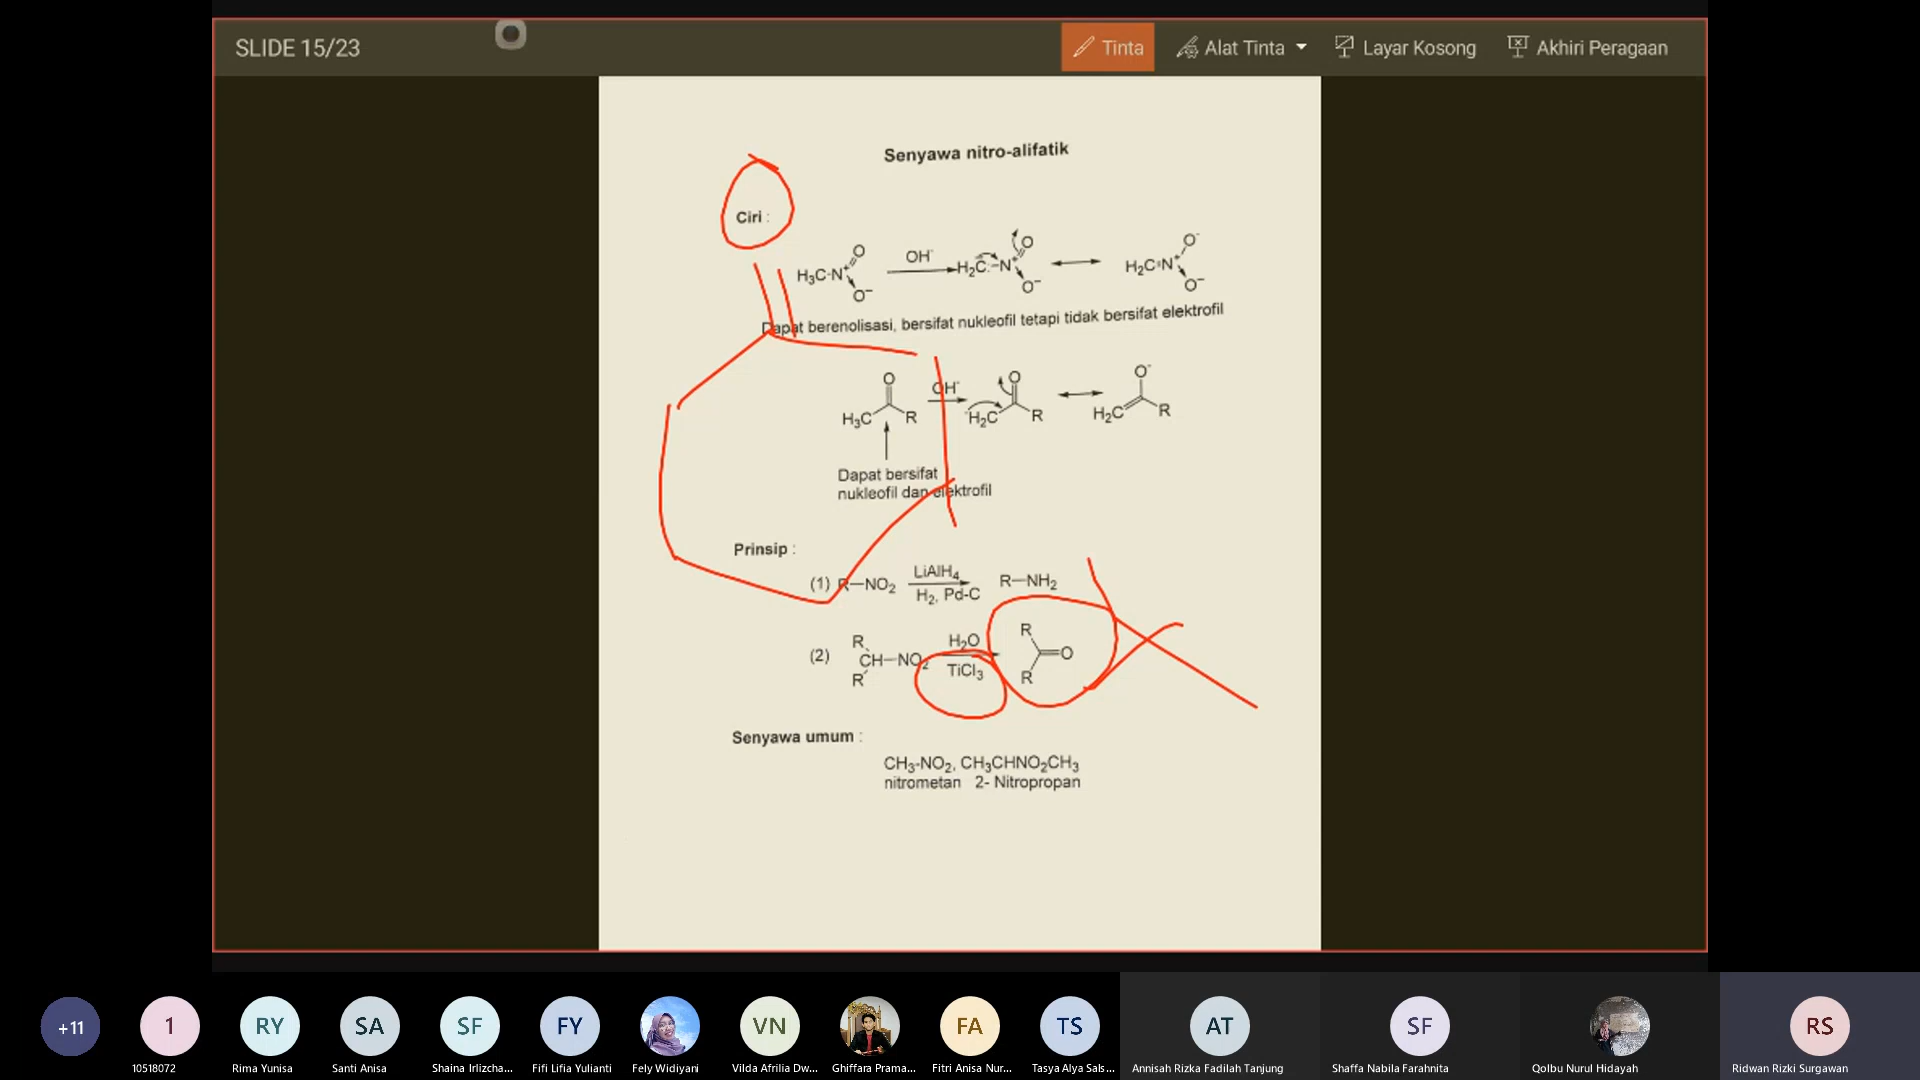 SLIDE 15/23
Tinta
Alat Tinta
Layar Kosong
Akhiri Peragaan
Senyawa nitro-alifatik
Ciri :
H₃C-N⁺ O O⁻ OH⁻ H₂C:-N⁺ O O⁻ H₂C=N⁺ O⁻ O⁻
Dapat berenolisasi, bersifat nukleofil tetapi tidak bersifat elektrofil
O OH⁻ O O⁻
H₃C R H₂C R H₂C R
Dapat bersifat
nukleofil dan elektrofil
Prinsip :
(1) R—NO₂ LiAlH₄ H₂, Pd-C R—NH₂
(2) R R CH—NO₂ H₂O TiCl₃ R R O
Senyawa umum :
CH₃-NO₂, CH₃CHNO₂CH₃
nitrometan 2- Nitropropan
+11
1
RY
SA
SF
FY
VN
FA
TS
AT
SF
RS
10518072
Rima Yunisa
Santi Anisa
Shaina Irlizcha...
Fifi Lifia Yulianti
Fely Widiyani
Vilda Afrilia Dw...
Ghiffara Prama...
Fitri Anisa Nur...
Tasya Alya Sals...
Annisah Rizka Fadilah Tanjung
Shaffa Nabila Farahnita
Qolbu Nurul Hidayah
Ridwan Rizki Surgawan